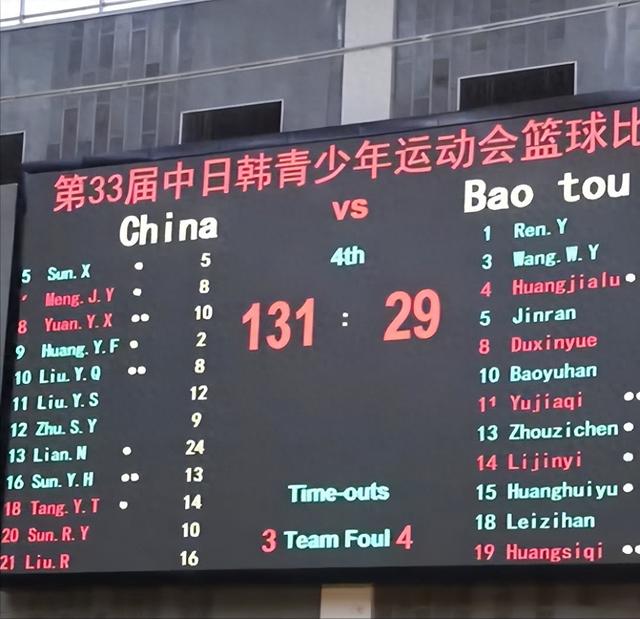 第33届中日韩青少年运动会篮球比
China vs Bao tou
4th
131 : 29
5 Sun.X 5
Meng.J.Y 8
8 Yuan.Y.X 10
9 Huang.Y.F 2
10 Liu.Y.Q 8
11 Liu.Y.S 12
12 Zhu.S.Y 9
13 Lian.N 24
16 Sun.Y.H 13
18 Tang.Y.T 14
20 Sun.R.Y 10
21 Liu.R 16
Time-outs
3 Team Foul 4
1 Ren.Y
3 Wang.W.Y
4 Huangjialu
5 Jinran
8 Duxinyue
10 Baoyuhan
11 Yujiaqi
13 Zhouzichen
14 Lijinyi
15 Huanghuiyu
18 Leizihan
19 Huangsiqi